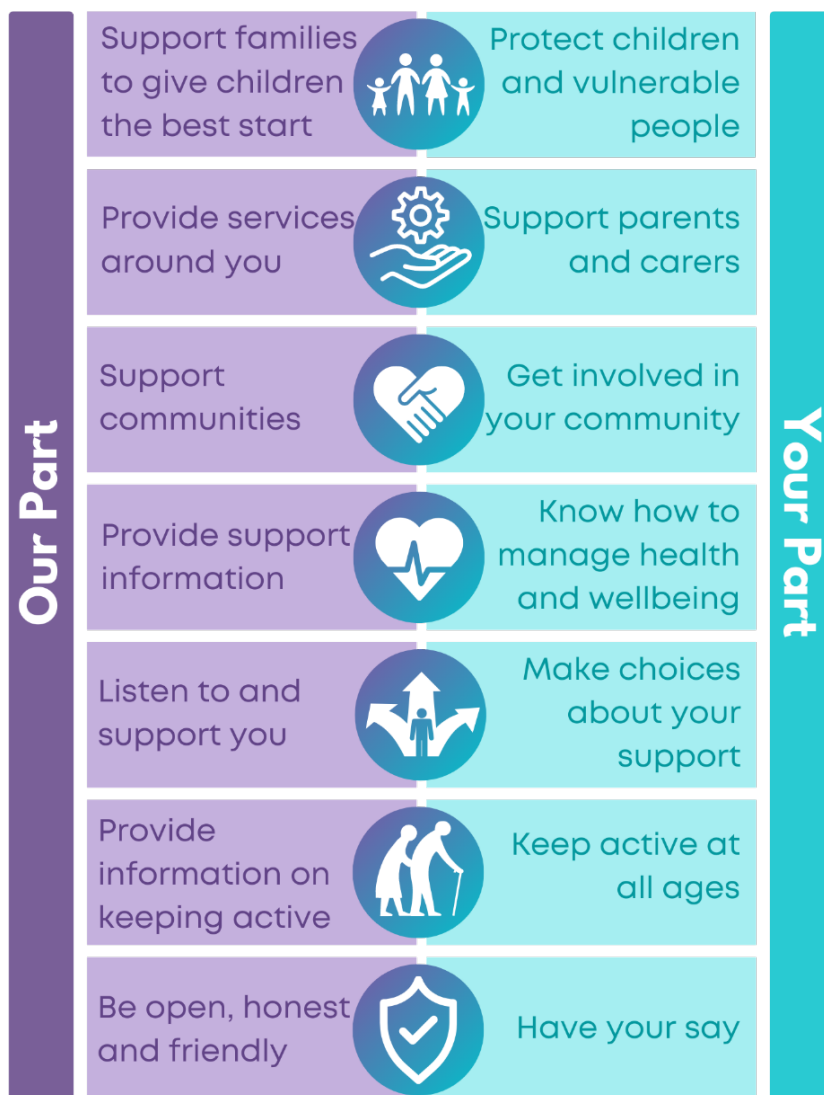 Our Part
Your Part
Support families
to give children
the best start
Protect children
and vulnerable
people
Provide services
around you
Support parents
and carers
Support
communities
Get involved in
your community
Provide support
information
Know how to
manage health
and wellbeing
Listen to and
support you
Make choices
about your
support
Provide
information on
keeping active
Keep active at
all ages
Be open, honest
and friendly
Have your say